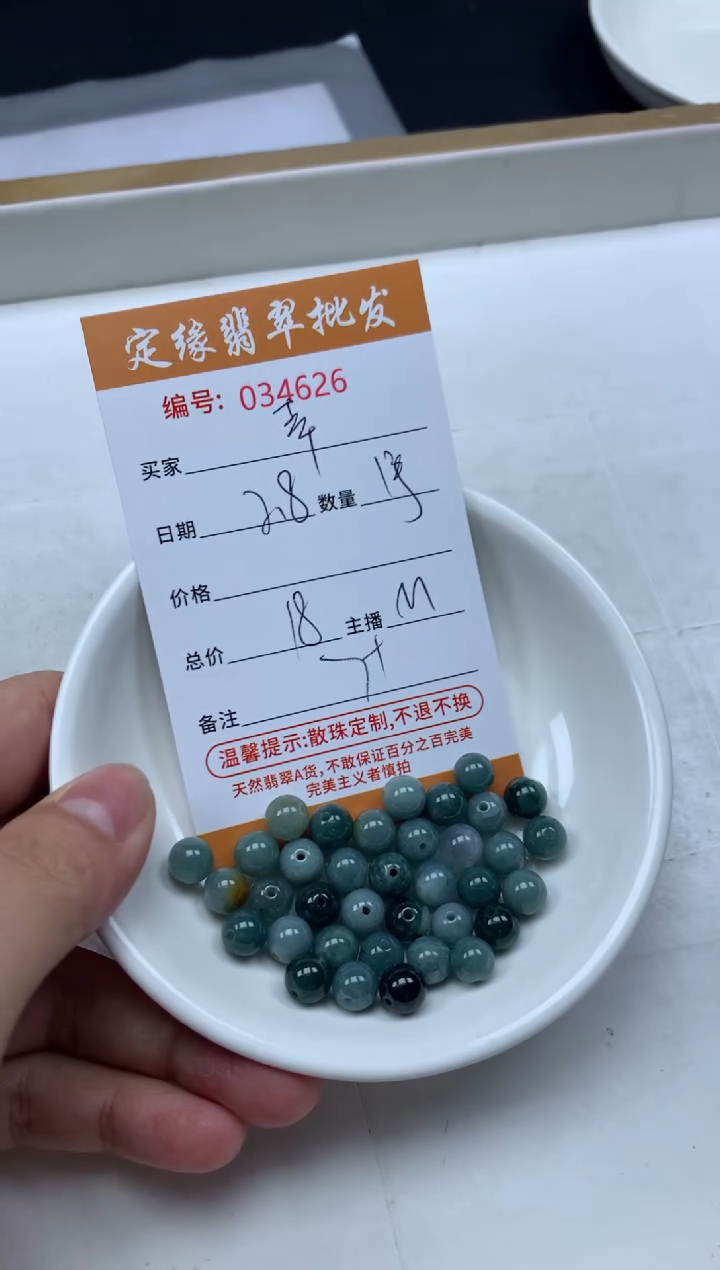 定缘翡翠批发
编号: 034626
买家 幸
日期 2.8 数量
价格
总价 18 主播 M
备注
温馨提示:散珠定制,不退不换
天然翡翠A货,不敢保证百分之百完美
完美主义者慎拍